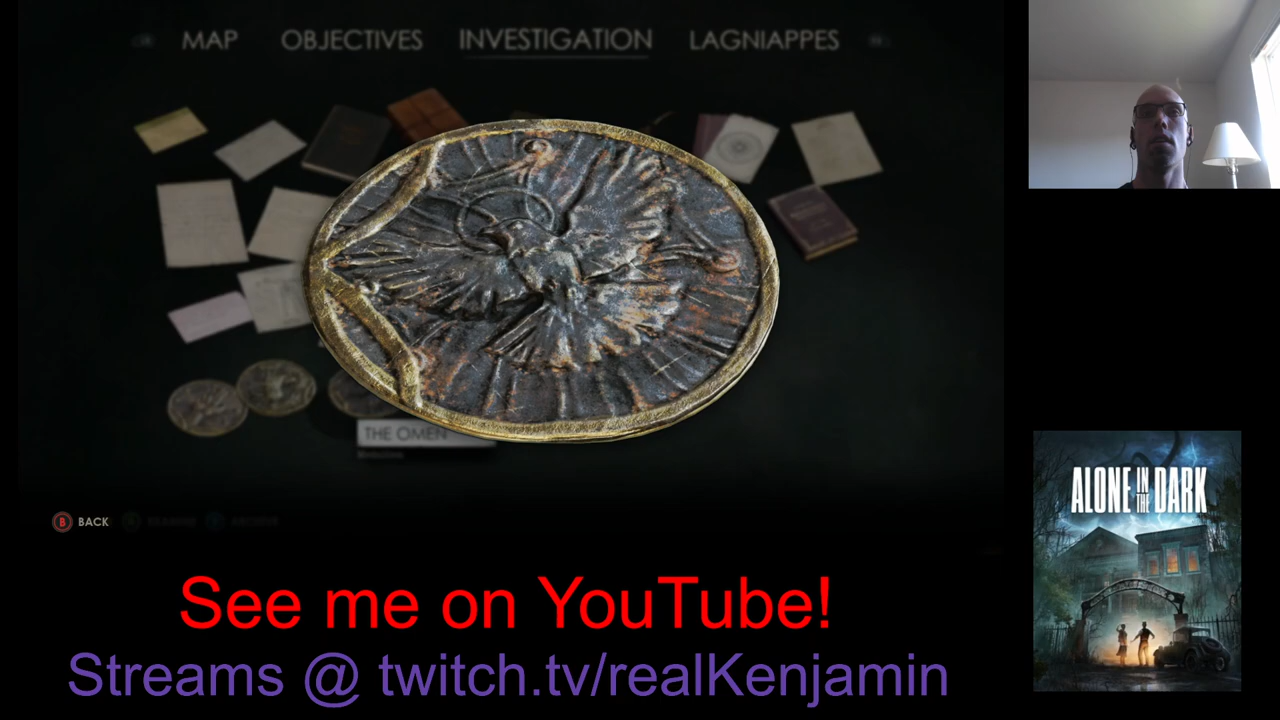 MAP OBJECTIVES INVESTIGATION LAGNIAPPES
THE OMEN
B BACK
ALONE IN THE DARK
See me on YouTube!
Streams @ twitch.tv/realKenjamin